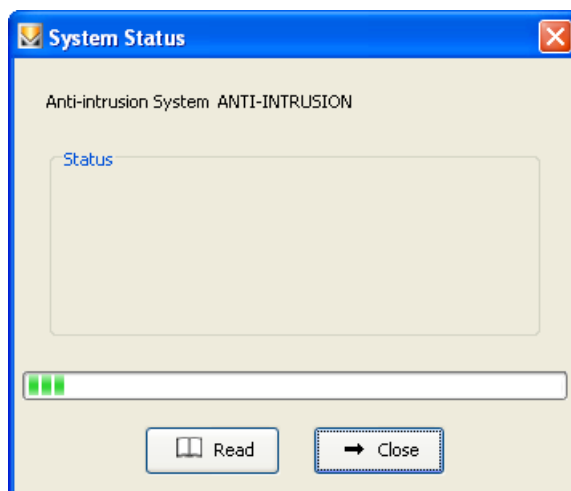 System Status
Anti-intrusion System ANTI-INTRUSION
Status
Read
Close